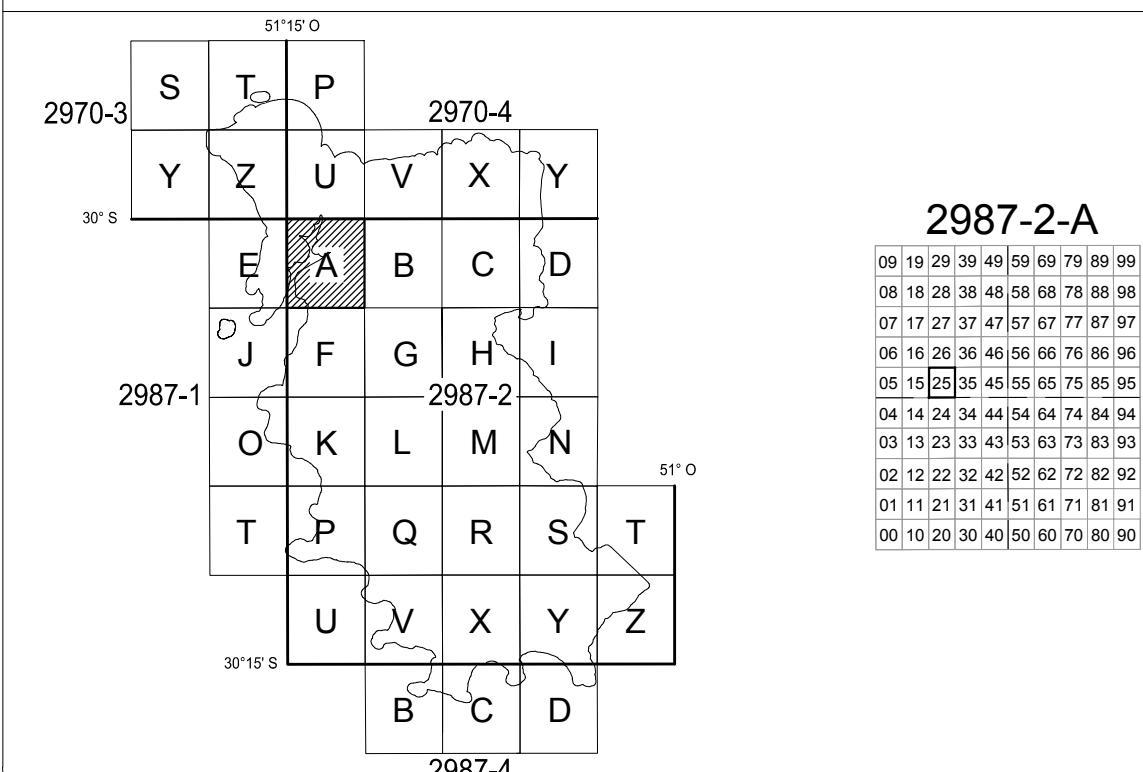 51°15' O
S T P
2970-3 2970-4
Y Z U V X Y
30° S
E A B C D
J F G H I
2987-1 2987-2
O K L M N
51° O
T P Q R S T
U V X Y Z
30°15' S
B C D
2987-4
2987-2-A
09 19 29 39 49 59 69 79 89 99
08 18 28 38 48 58 68 78 88 98
07 17 27 37 47 57 67 77 87 97
06 16 26 36 46 56 66 76 86 96
05 15 25 35 45 55 65 75 85 95
04 14 24 34 44 54 64 74 84 94
03 13 23 33 43 53 63 73 83 93
02 12 22 32 42 52 62 72 82 92
01 11 21 31 41 51 61 71 81 91
00 10 20 30 40 50 60 70 80 90